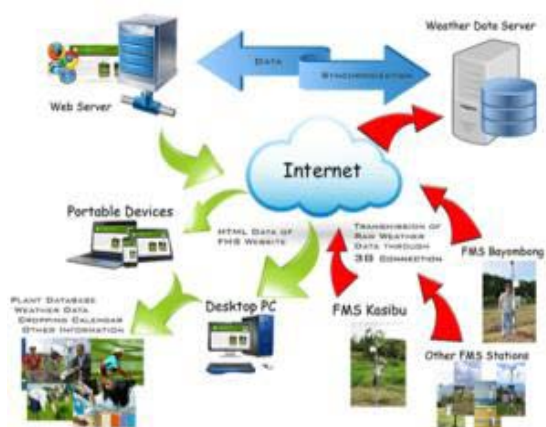 Weather Data Server
DATA
SYNCHRONIZATION
Web Server
Internet
Portable Devices
HTML DATA OF
FMS WEBSITE
TRANSMISSION OF
RAW WEATHER
DATA THROUGH
3G CONNECTION
FMS Bayombong
PLANT DATABASE
WEATHER DATA
CROPPING CALENDAR
OTHER INFORMATION
Desktop PC
FMS Kasibu
Other FMS Stations